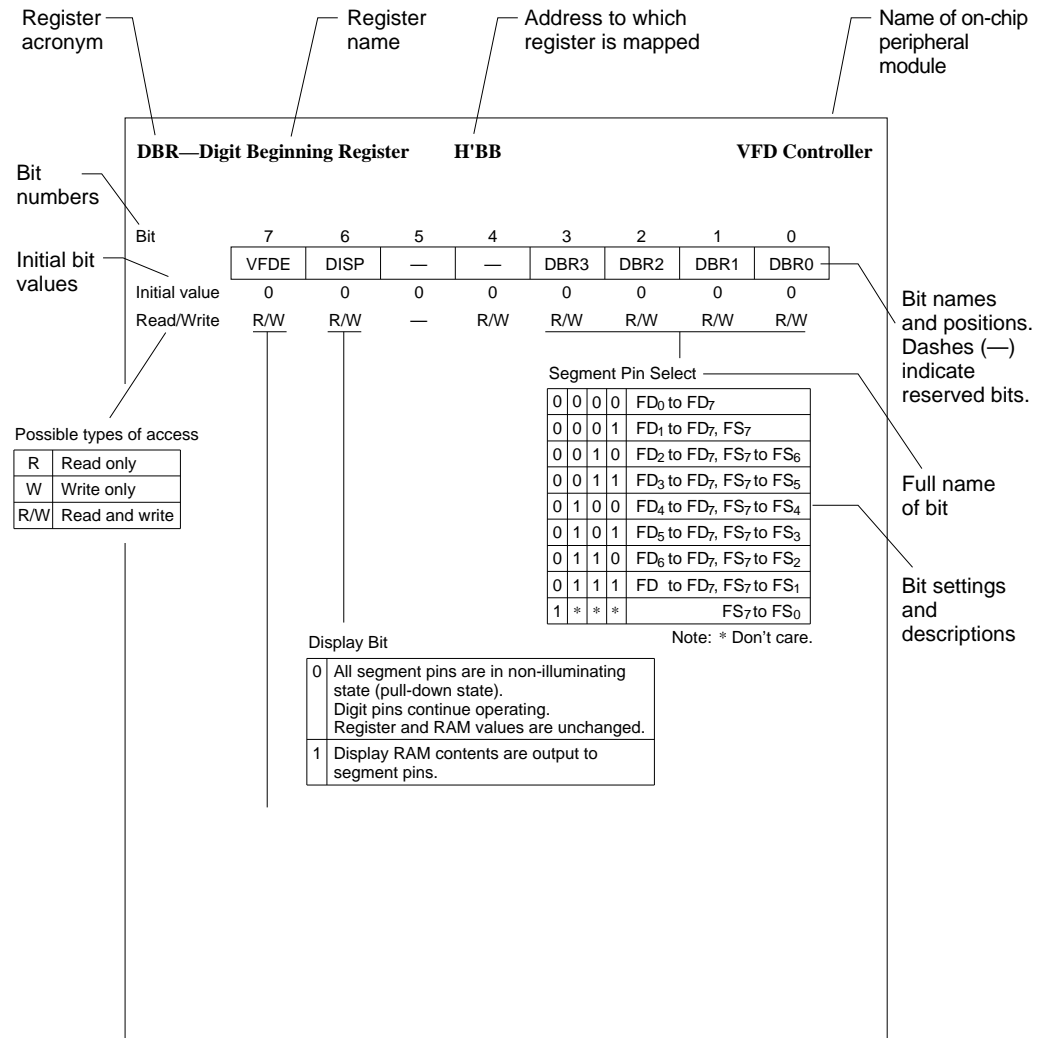 Register
acronym
Register
name
Address to which
register is mapped
Name of on-chip
peripheral
module
DBR—Digit Beginning Register H'BB VFD Controller
Bit
numbers
Bit 7 6 5 4 3 2 1 0
VFDE DISP — — DBR3 DBR2 DBR1 DBR0
Initial bit
values
Initial value 0 0 0 0 0 0 0 0
Read/Write R/W R/W — R/W R/W R/W R/W R/W
Bit names
and positions.
Dashes (—)
indicate
reserved bits.
Possible types of access
R Read only
W Write only
R/W Read and write
Segment Pin Select
0 0 0 0 FD0 to FD7
0 0 0 1 FD1 to FD7, FS7
0 0 1 0 FD2 to FD7, FS7 to FS6
0 0 1 1 FD3 to FD7, FS7 to FS5
0 1 0 0 FD4 to FD7, FS7 to FS4
0 1 0 1 FD5 to FD7, FS7 to FS3
0 1 1 0 FD6 to FD7, FS7 to FS2
0 1 1 1 FD to FD7, FS7 to FS1
1 * * * FS7 to FS0
Note: * Don't care.
Full name
of bit
Bit settings
and
descriptions
Display Bit
0 All segment pins are in non-illuminating
state (pull-down state).
Digit pins continue operating.
Register and RAM values are unchanged.
1 Display RAM contents are output to
segment pins.